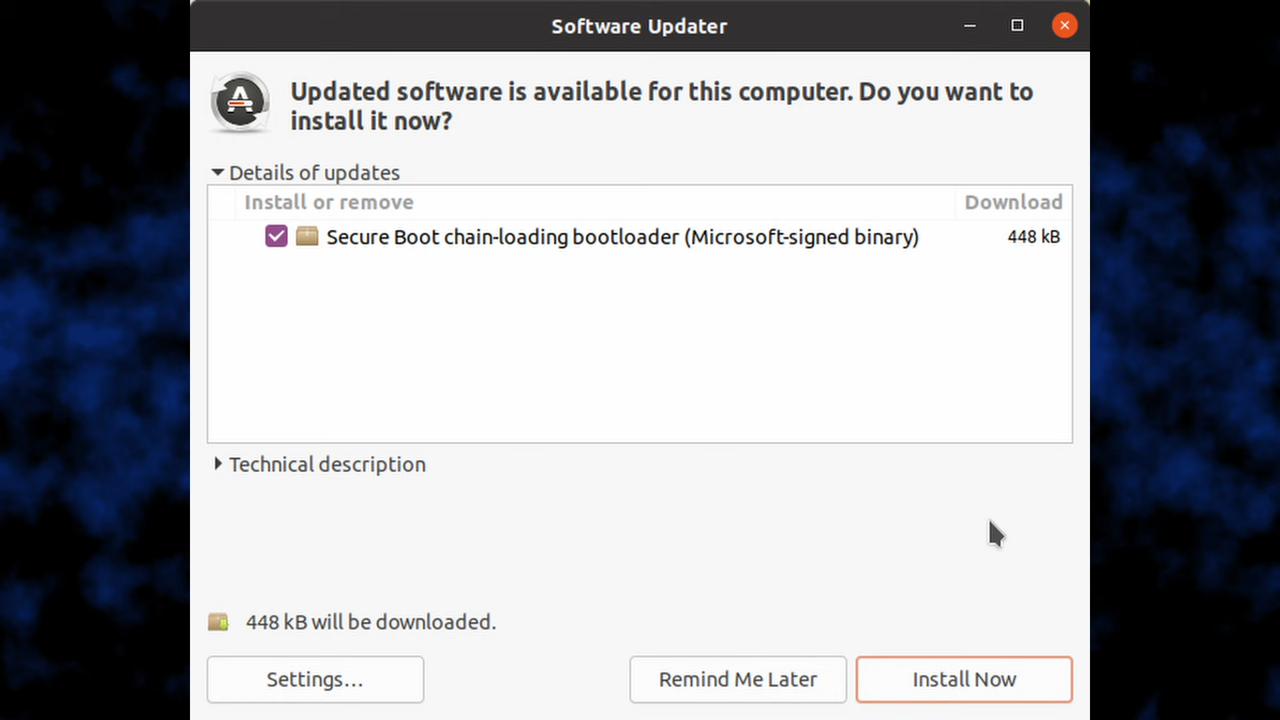 Software Updater
Updated software is available for this computer. Do you want to
install it now?
Details of updates
Install or remove Download
Secure Boot chain-loading bootloader (Microsoft-signed binary) 448 kB
Technical description
448 kB will be downloaded.
Settings… Remind Me Later Install Now